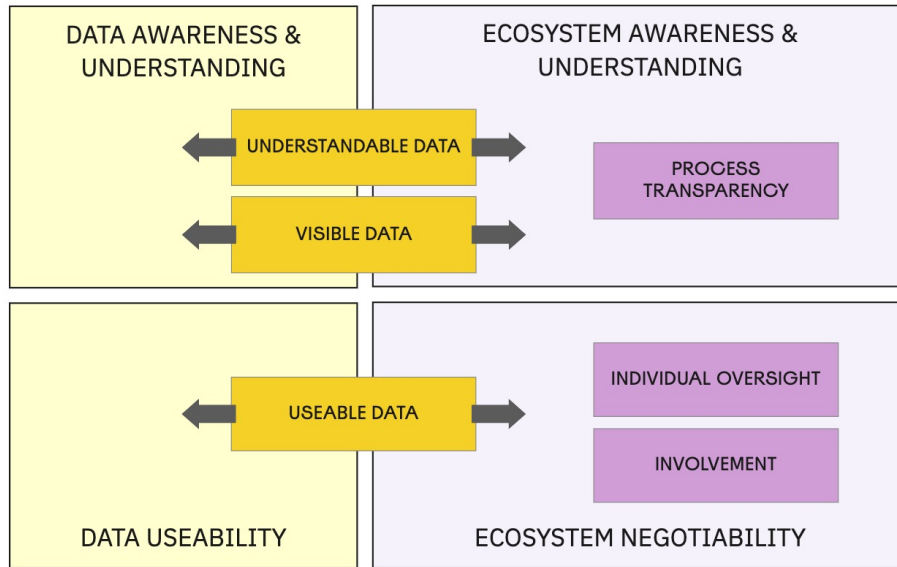 DATA AWARENESS &
UNDERSTANDING
ECOSYSTEM AWARENESS &
UNDERSTANDING
UNDERSTANDABLE DATA
PROCESS
TRANSPARENCY
VISIBLE DATA
INDIVIDUAL OVERSIGHT
USEABLE DATA
INVOLVEMENT
DATA USEABILITY
ECOSYSTEM NEGOTIABILITY